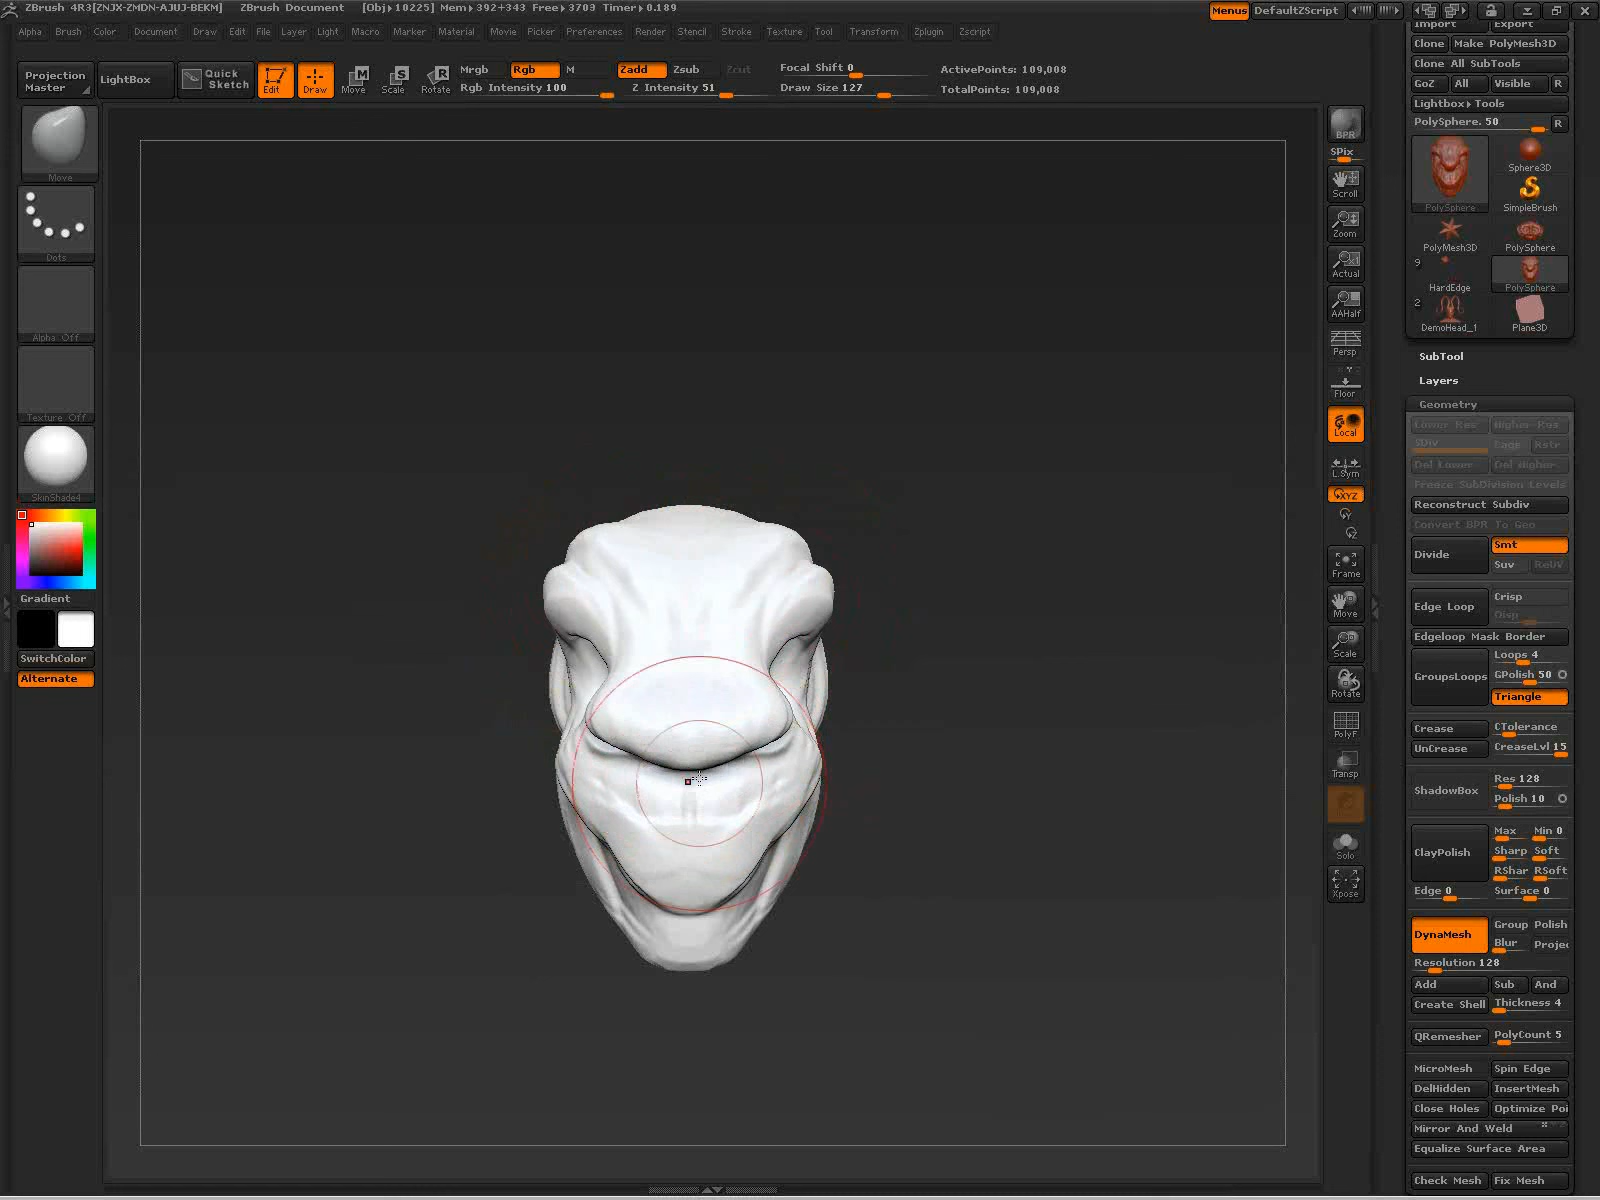 ZBrush 4R3[ZNJX-ZMDN-AJUJ-BEKM] ZBrush Document [Obj▸10225] Mem▸392+343 Free▸3709 Timer▸0.189 Menus DefaultZScript
Alpha Brush Color Document Draw Edit File Layer Light Macro Marker Material Movie Picker Preferences Render Stencil Stroke Texture Tool Transform Zplugin Zscript
Projection Master
LightBox
Quick Sketch
Edit
Draw
Move
Scale
Rotate
Mrgb Rgb M
Rgb Intensity 100
Zadd Zsub Zcut
Z Intensity 51
Focal Shift 0
Draw Size 127
ActivePoints: 109,008
TotalPoints: 109,008
Move
Dots
Alpha Off
Texture Off
SkinShade4
Gradient
SwitchColor
Alternate
BPR
SPix
Scroll
Zoom
Actual
AAHalf
Persp
Floor
Local
L.Sym
XYZ
Frame
Move
Scale
Rotate
PolyF
Transp
Solo
Xpose
Import Export
Clone Make PolyMesh3D
Clone All SubTools
GoZ All Visible R
Lightbox▸Tools
PolySphere. 50 R
PolySphere Sphere3D
SimpleBrush
PolyMesh3D PolySphere
9
HardEdge PolySphere
2
DemoHead_1 Plane3D
SubTool
Layers
Geometry
Lower Res Higher Res
SDiv Cage Rstr
Del Lower Del Higher
Freeze SubDivision Levels
Reconstruct Subdiv
Convert BPR To Geo
Divide Smt
Suv ReUV
Edge Loop Crisp
Disp
Edgeloop Mask Border
GroupsLoops Loops 4
GPolish 50
Triangle
Crease CTolerance
UnCrease CreaseLvl 15
ShadowBox Res 128
Polish 10
ClayPolish Max Min 0
Sharp Soft
RShar RSoft
Edge 0 Surface 0
DynaMesh Group Polish
Blur Projec
Resolution 128
Add Sub And
Create Shell Thickness 4
QRemesher PolyCount 5
MicroMesh Spin Edge
DelHidden InsertMesh
Close Holes Optimize Poi
Mirror And Weld
Equalize Surface Area
Check Mesh Fix Mesh